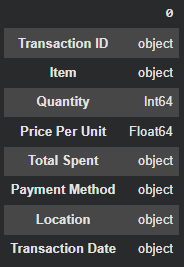 0
Transaction ID object
Item object
Quantity Int64
Price Per Unit Float64
Total Spent object
Payment Method object
Location object
Transaction Date object